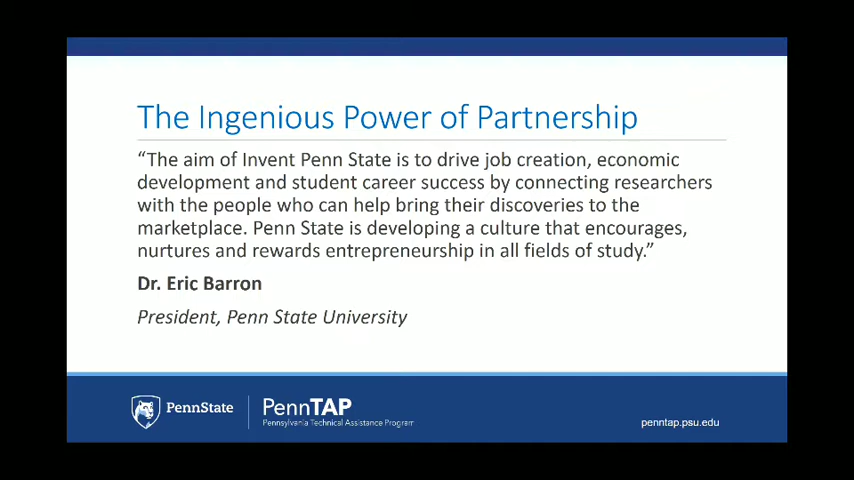 The Ingenious Power of Partnership
“The aim of Invent Penn State is to drive job creation, economic
development and student career success by connecting researchers
with the people who can help bring their discoveries to the
marketplace. Penn State is developing a culture that encourages,
nurtures and rewards entrepreneurship in all fields of study.”
Dr. Eric Barron
President, Penn State University
PennState
PennTAP
Pennsylvania Technical Assistance Program
penntap.psu.edu